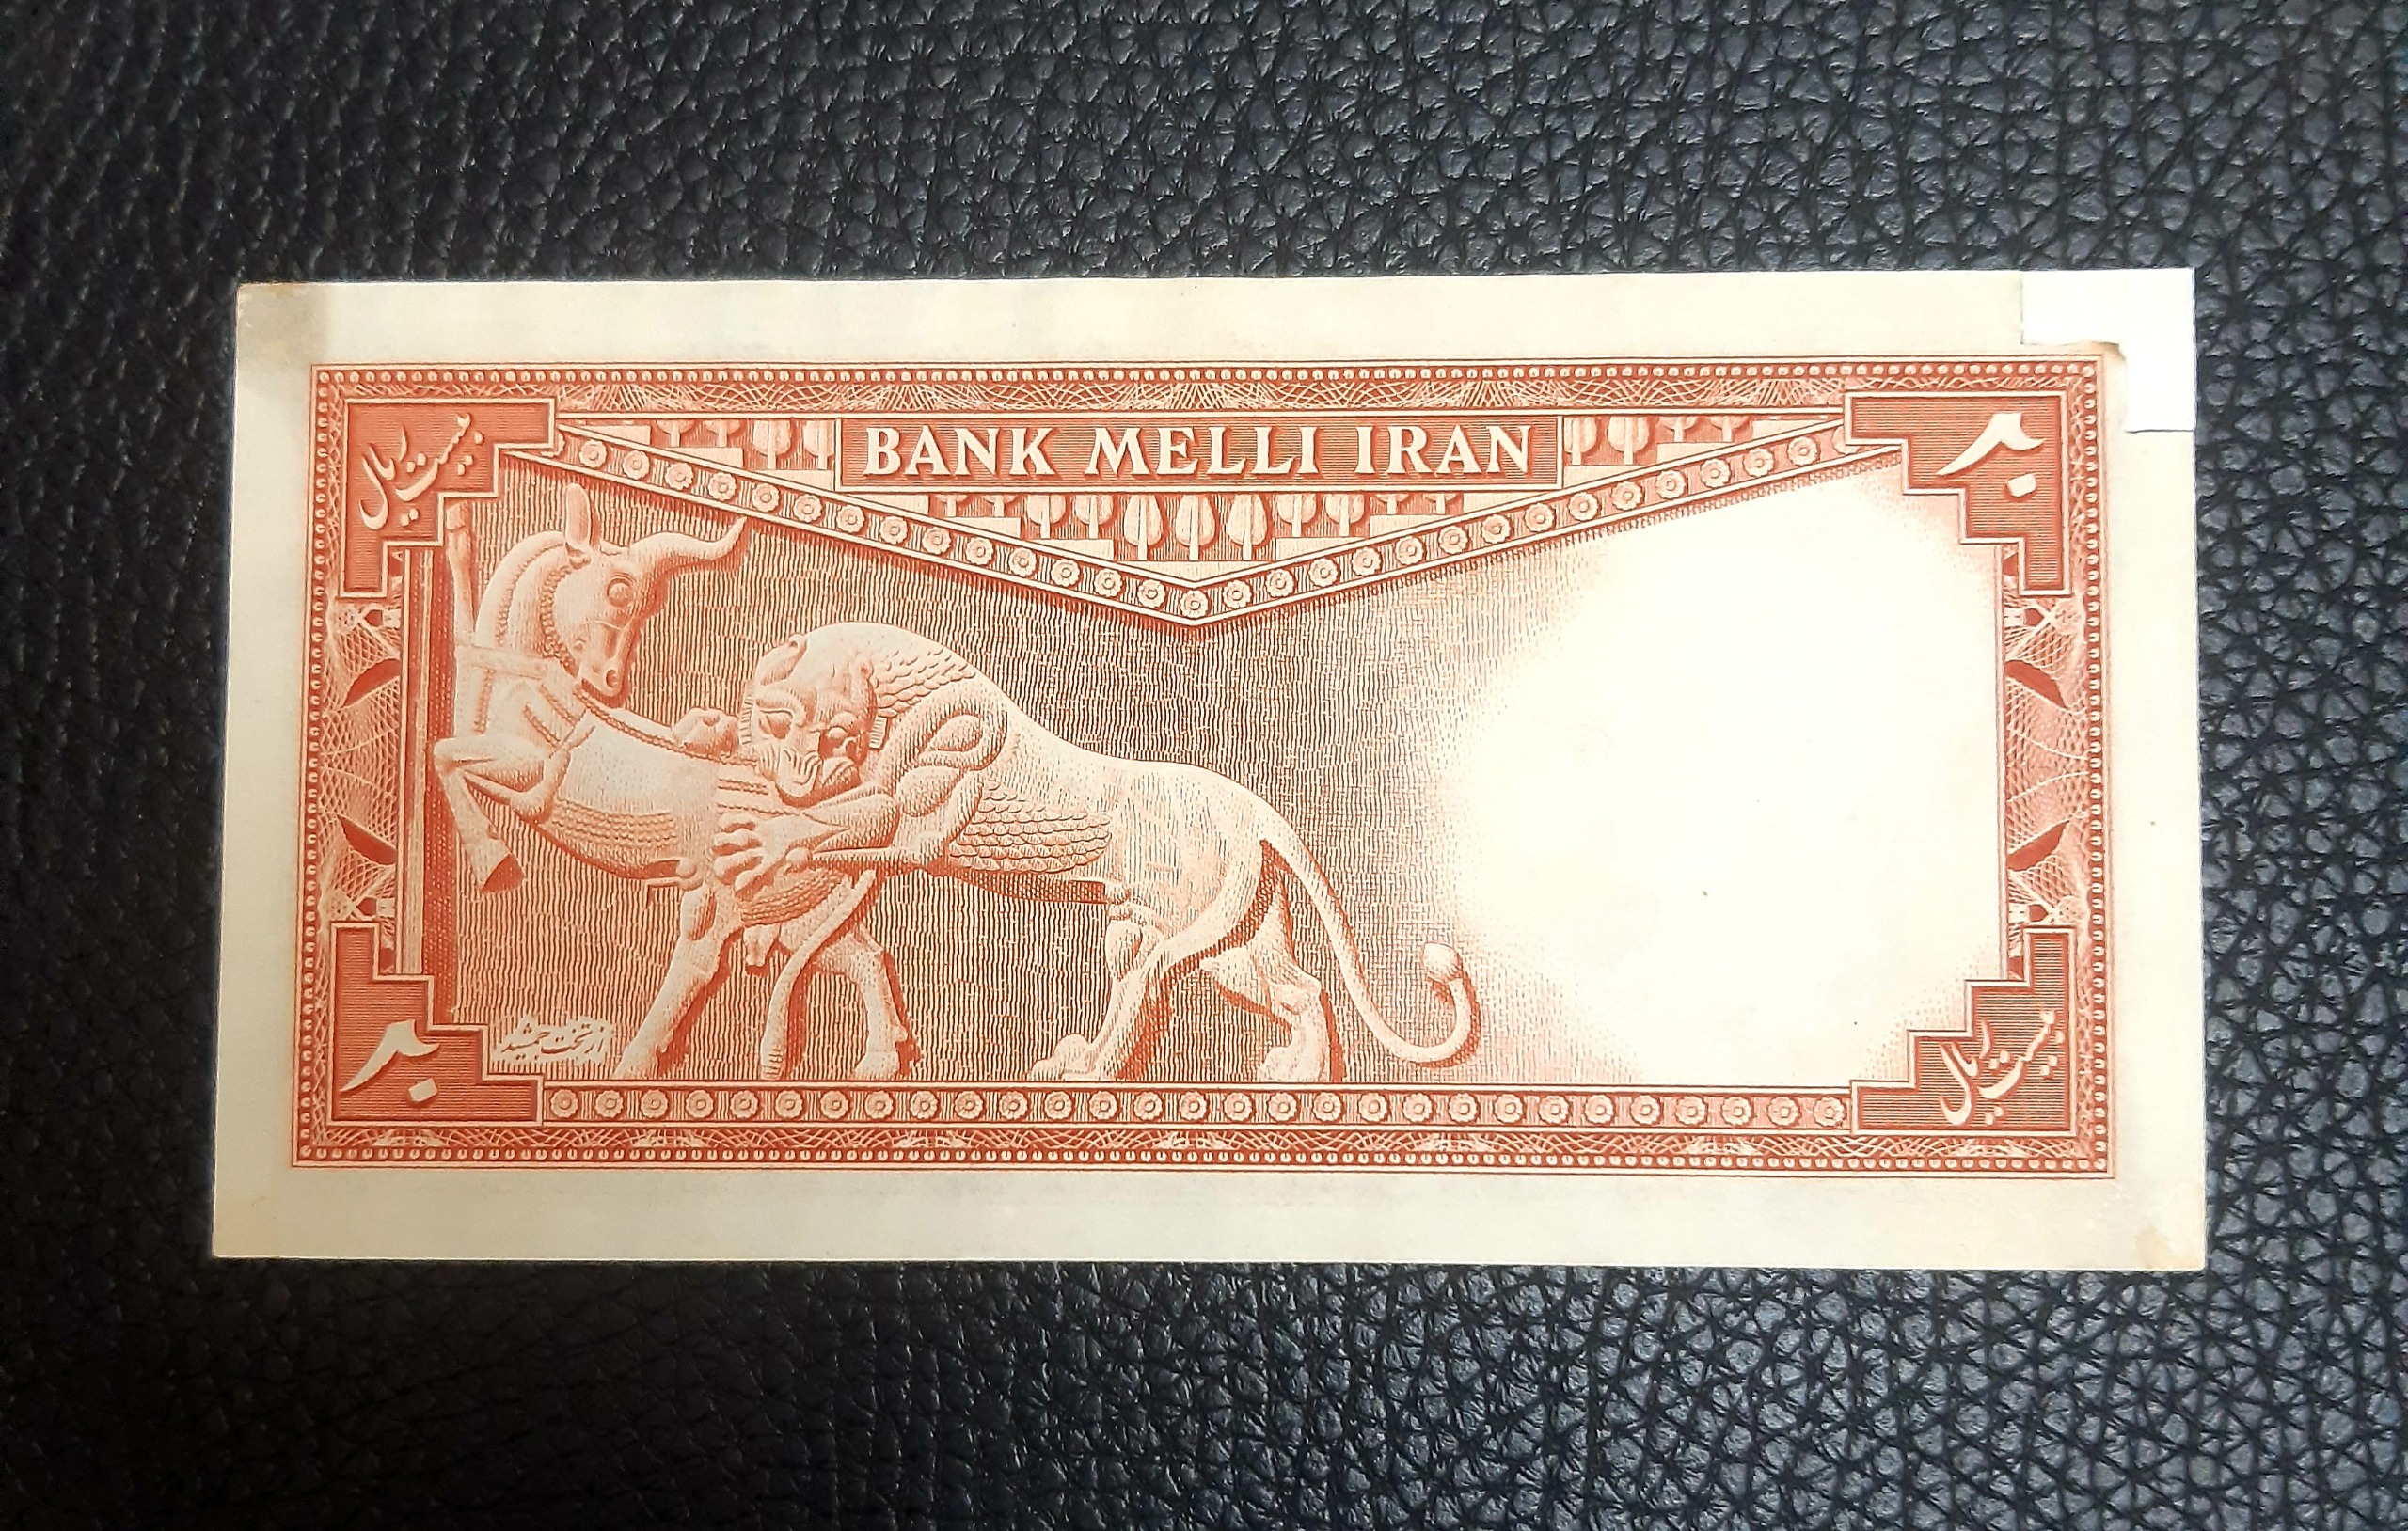 بیست ریال
BANK MELLI IRAN
۲۰
از تخت جمشید
۲۰
بیست ریال